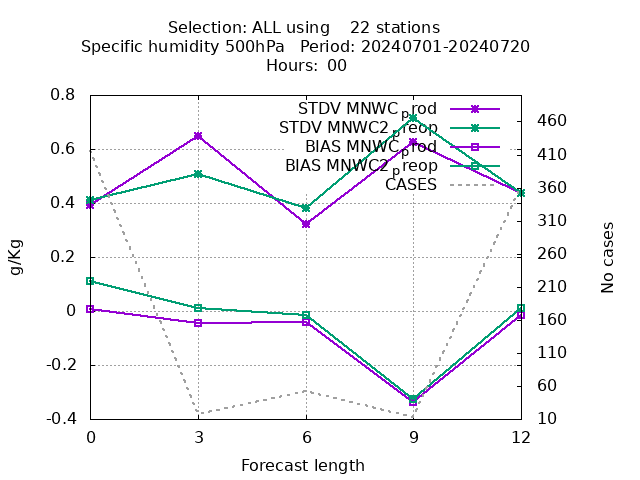 Selection: ALL using    22 stations
Specific humidity 500hPa   Period: 20240701-20240720
Hours:  00
STDV MNWC_prod
STDV MNWC2_preop
BIAS MNWC_prod
BIAS MNWC2_preop
CASES
0.8
0.6
0.4
0.2
0
-0.2
-0.4
g/Kg
460
410
360
310
260
210
160
110
60
10
No cases
0 3 6 9 12
Forecast length